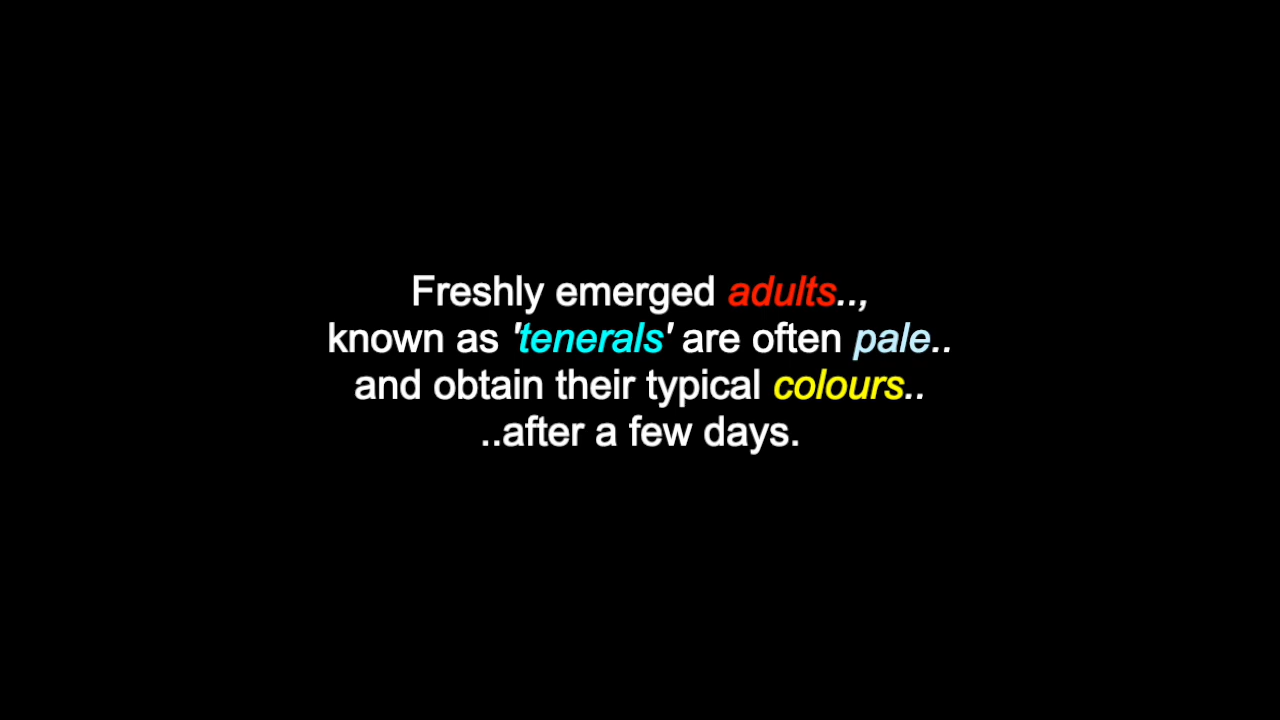 Freshly emerged adults..,
known as 'tenerals' are often pale..
and obtain their typical colours..
..after a few days.